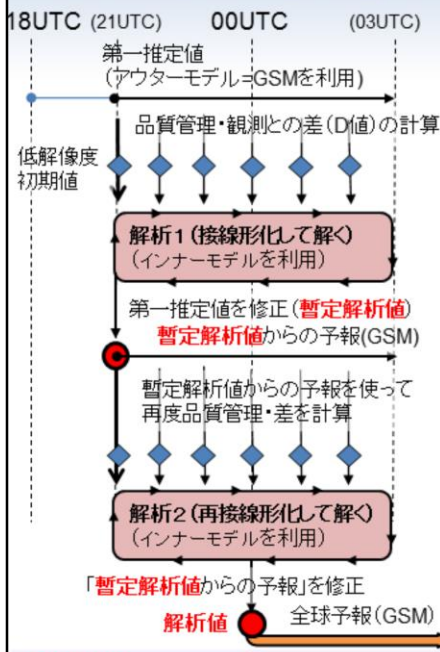 18UTC (21UTC) 00UTC (03UTC)
第一推定値
(アウターモデル=GSMを利用)
品質管理・観測との差(D値)の計算
低解像度
初期値
解析1(接線形化して解く)
(インナーモデルを利用)
第一推定値を修正(暫定解析値)
暫定解析値からの予報(GSM)
暫定解析値からの予報を使って
再度品質管理・差を計算
解析2(再接線形化して解く)
(インナーモデルを利用)
「暫定解析値からの予報」を修正
解析値
全球予報(GSM)